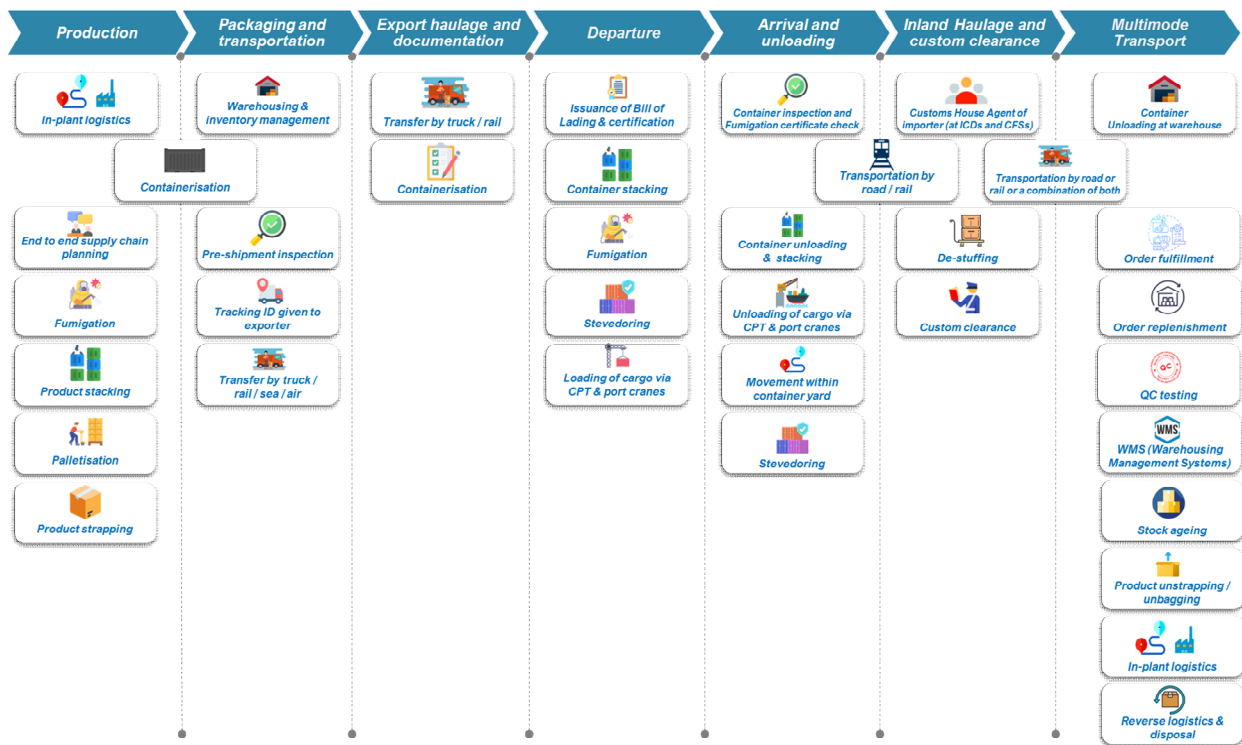 Production
Packaging and
transportation
Export haulage and
documentation
Departure
Arrival and
unloading
Inland Haulage and
custom clearance
Multimode
Transport
In-plant logistics
Containerisation
End to end supply chain
planning
Fumigation
Product stacking
Palletisation
Product strapping
Warehousing &
inventory management
Pre-shipment inspection
Tracking ID given to
exporter
Transfer by truck /
rail / sea / air
Transfer by truck / rail
Containerisation
Issuance of Bill of
Lading & certification
Container stacking
Fumigation
Stevedoring
Loading of cargo via
CPT & port cranes
Container inspection and
Fumigation certificate check
Transportation by
road / rail
Container unloading
& stacking
Unloading of cargo via
CPT & port cranes
Movement within
container yard
Stevedoring
Customs House Agent of
importer (at ICDs and CFSs)
Transportation by road or
rail or a combination of both
De-stuffing
Custom clearance
Container
Unloading at warehouse
Order fulfillment
Order replenishment
QC
QC testing
WMS
WMS (Warehousing
Management Systems)
Stock ageing
Product unstrapping /
unbagging
In-plant logistics
Reverse logistics &
disposal